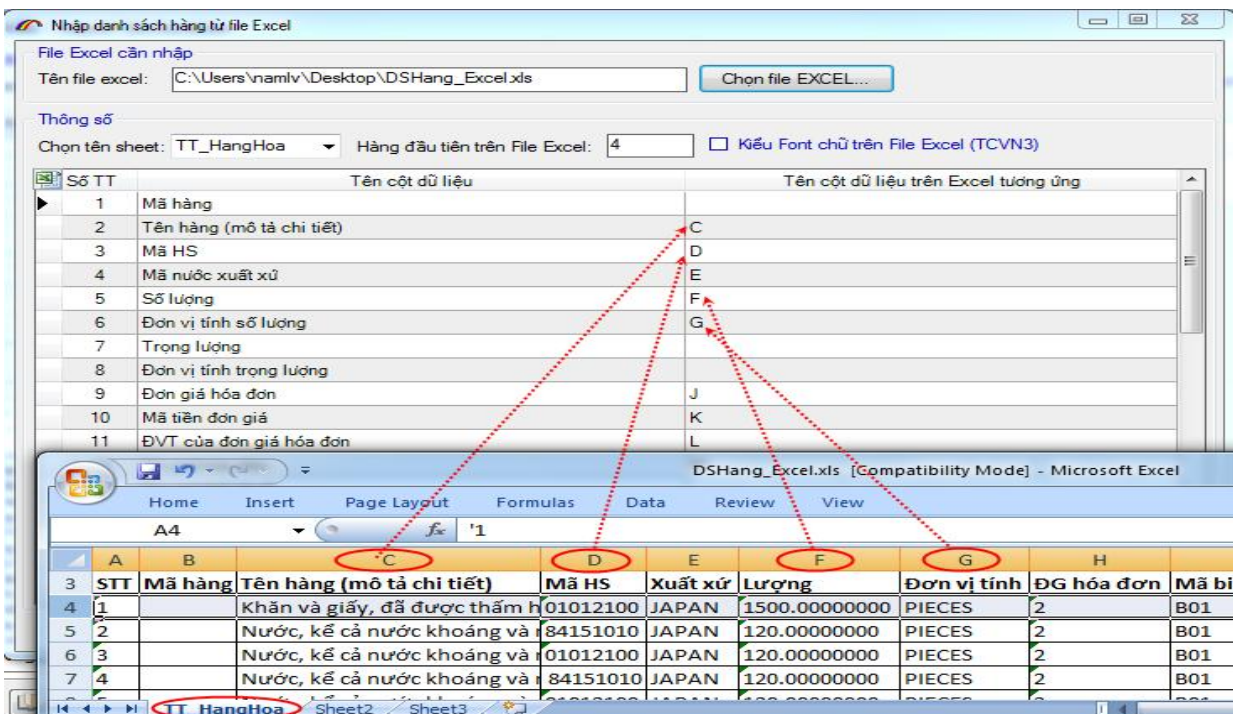 Nhập danh sách hàng từ file Excel
File Excel cần nhập
Tên file excel: C:\Users\namlv\Desktop\DSHang_Excel.xls Chọn file EXCEL...
Thông số
Chọn tên sheet: TT_HangHoa Hàng đầu tiên trên File Excel: 4 Kiểu Font chữ trên File Excel (TCVN3)
Số TT Tên cột dữ liệu Tên cột dữ liệu trên Excel tương ứng
1 Mã hàng
2 Tên hàng (mô tả chi tiết) C
3 Mã HS D
4 Mã nước xuất xứ E
5 Số lượng F
6 Đơn vị tính số lượng G
7 Trọng lượng
8 Đơn vị tính trọng lượng
9 Đơn giá hóa đơn J
10 Mã tiền đơn giá K
11 ĐVT của đơn giá hóa đơn L
DSHang_Excel.xls [Compatibility Mode] - Microsoft Excel
Home Insert Page Layout Formulas Data Review View
A4 fx '1
A B C D E F G H
3 STT Mã hàng Tên hàng (mô tả chi tiết) Mã HS Xuất xứ Lượng Đơn vị tính ĐG hóa đơn Mã bi
4 1 Khăn và giấy, đã được thấm h 01012100 JAPAN 1500.00000000 PIECES 2 B01
5 2 Nước, kể cả nước khoáng và 84151010 JAPAN 120.00000000 PIECES 2 B01
6 3 Nước, kể cả nước khoáng và 01012100 JAPAN 120.00000000 PIECES 2 B01
7 4 Nước, kể cả nước khoáng và 84151010 JAPAN 120.00000000 PIECES 2 B01
TT_HangHoa Sheet2 Sheet3